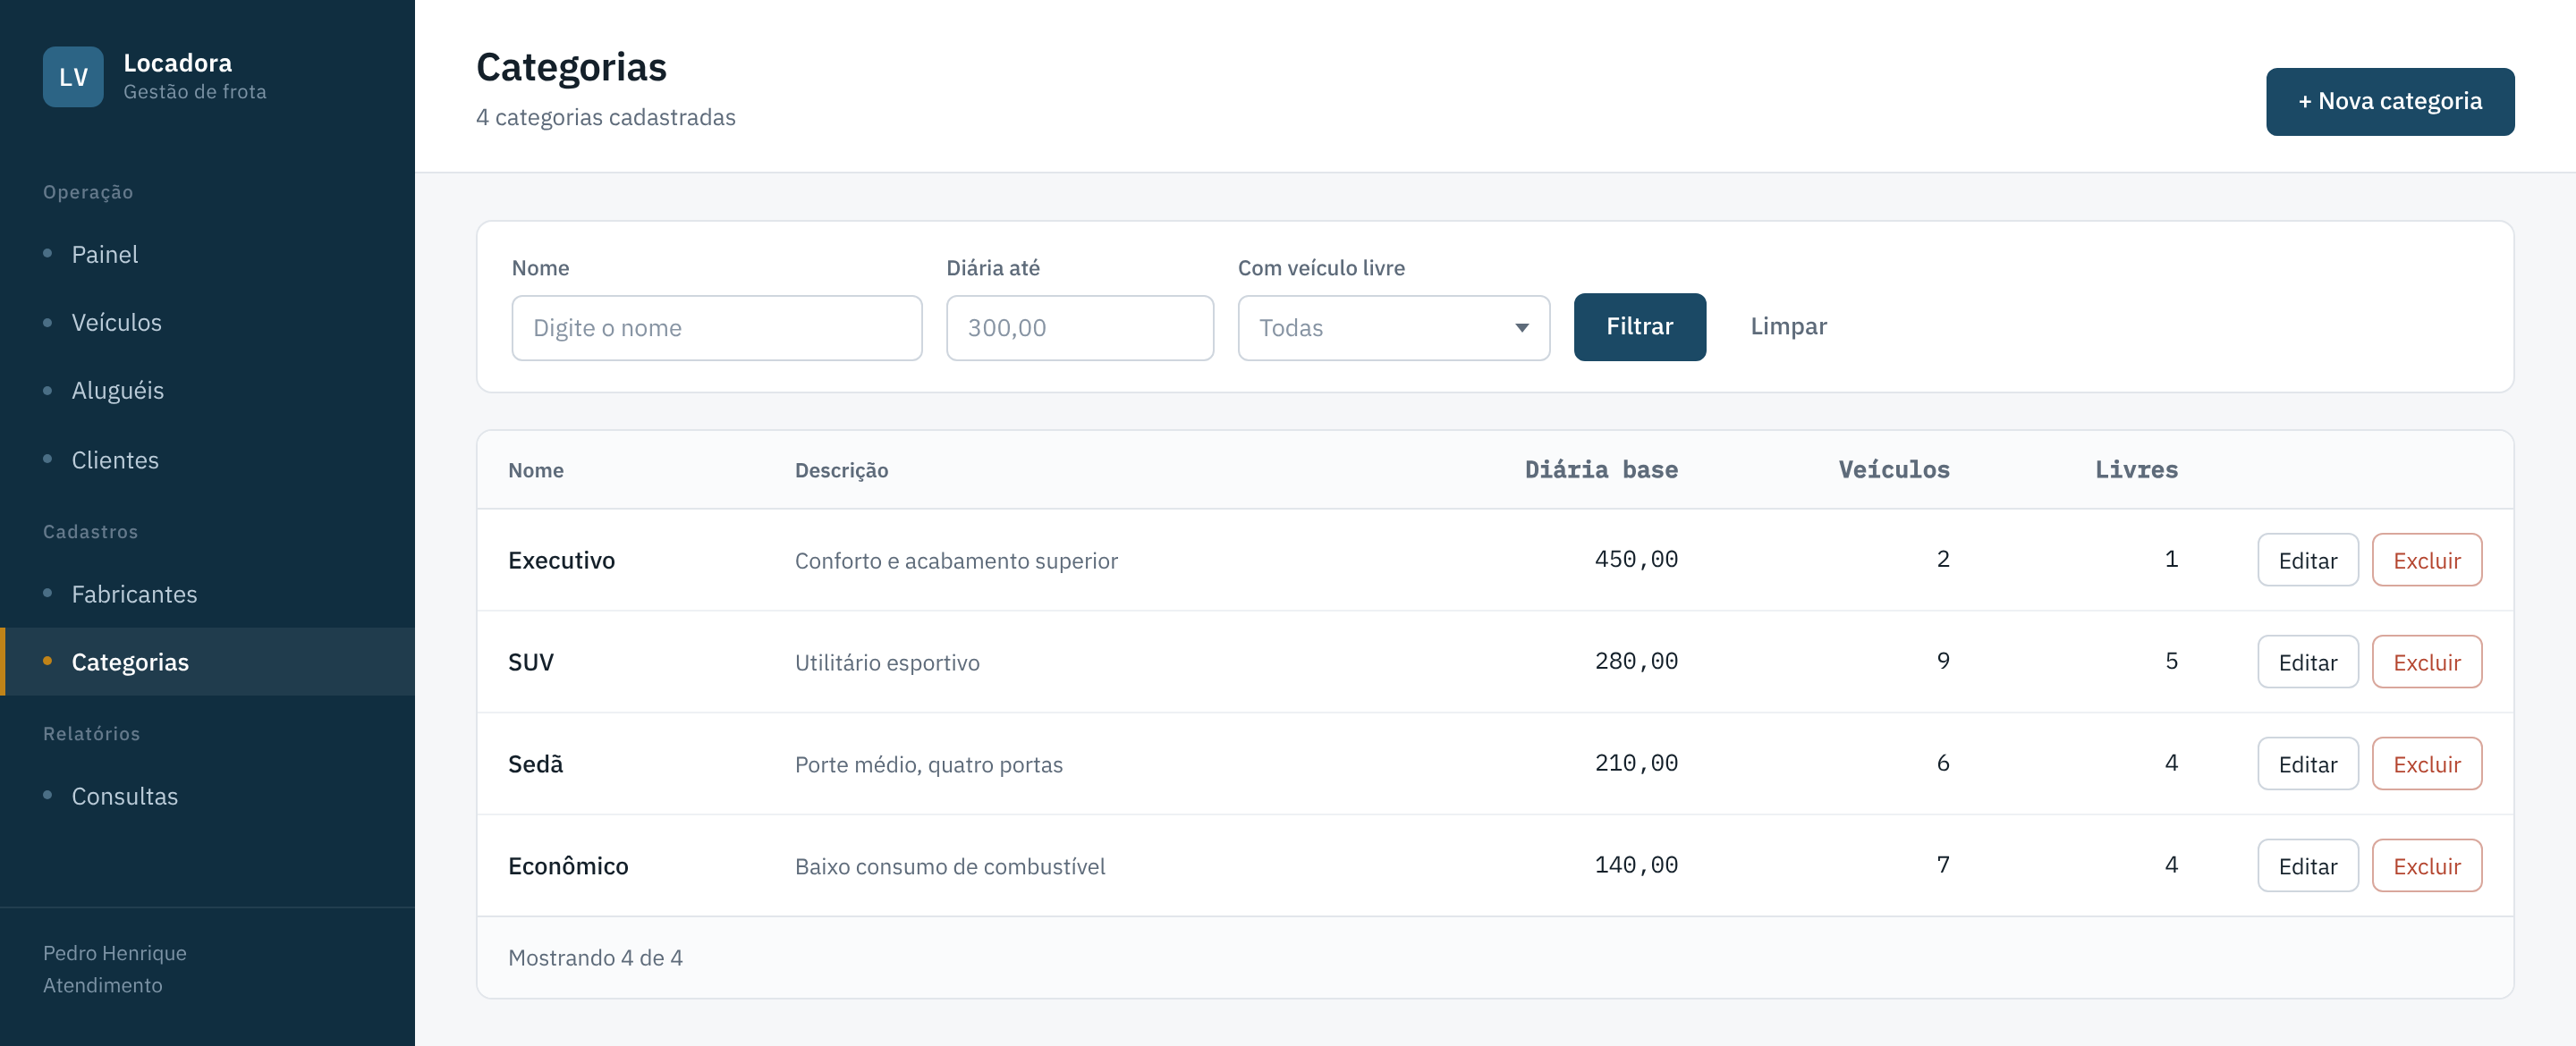 LV
Locadora
Gestão de frota
Operação
Painel
Veículos
Aluguéis
Clientes
Cadastros
Fabricantes
Categorias
Relatórios
Consultas
Pedro Henrique
Atendimento
Categorias
4 categorias cadastradas
+ Nova categoria
Nome Diária até Com veículo livre
Digite o nome 300,00 Todas Filtrar Limpar
Nome Descrição Diária base Veículos Livres
Executivo Conforto e acabamento superior 450,00 2 1 Editar Excluir
SUV Utilitário esportivo 280,00 9 5 Editar Excluir
Sedã Porte médio, quatro portas 210,00 6 4 Editar Excluir
Econômico Baixo consumo de combustível 140,00 7 4 Editar Excluir
Mostrando 4 de 4